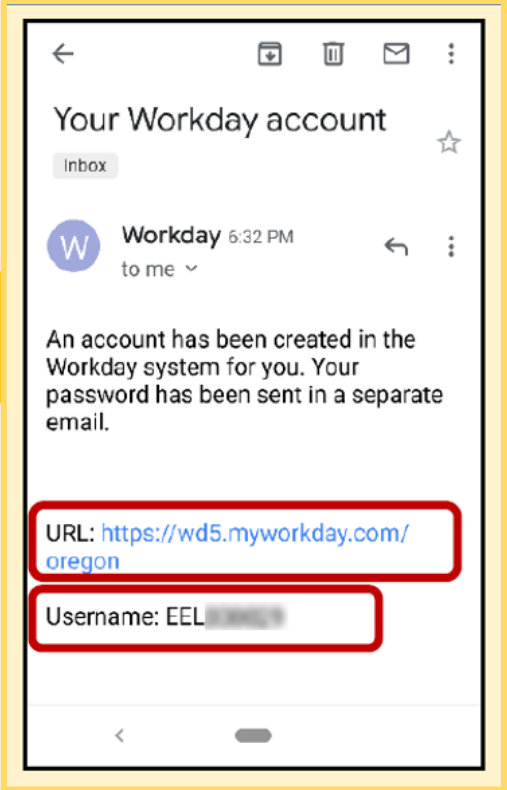 Your Workday account
Inbox
W
Workday 6:32 PM
to me
An account has been created in the
Workday system for you. Your
password has been sent in a separate
email.
URL: https://wd5.myworkday.com/
oregon
Username: EEL